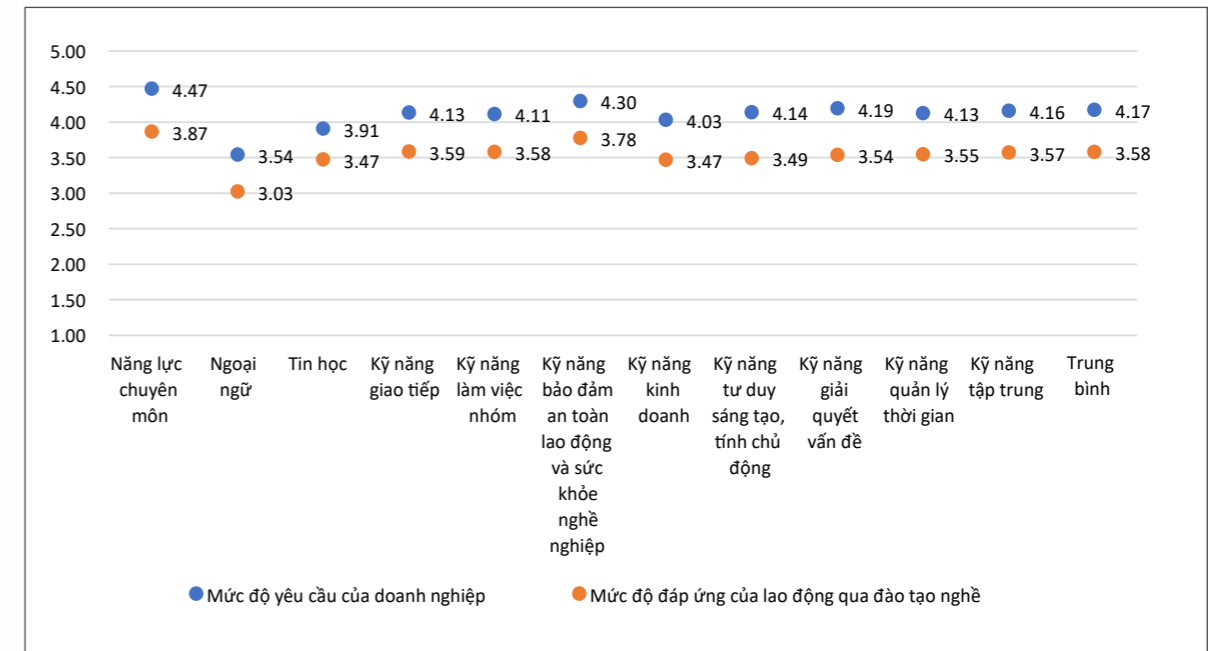 5.00
4.50
4.00
3.50
3.00
2.50
2.00
1.50
1.00
4.47
3.87
3.54
3.03
3.91
3.47
4.13
3.59
4.11
3.58
4.30
3.78
4.03
3.47
4.14
3.49
4.19
3.54
4.13
3.55
4.16
3.57
4.17
3.58
Năng lực
chuyên
môn
Ngoại
ngữ
Tin học
Kỹ năng
giao tiếp
Kỹ năng
làm việc
nhóm
Kỹ năng
bảo đảm
an toàn
lao động
và sức
khỏe
nghề
nghiệp
Kỹ năng
kinh
doanh
Kỹ năng
tư duy
sáng tạo,
tính chủ
động
Kỹ năng
giải
quyết
vấn đề
Kỹ năng
quản lý
thời gian
Kỹ năng
tập trung
Trung
bình
Mức độ yêu cầu của doanh nghiệp
Mức độ đáp ứng của lao động qua đào tạo nghề